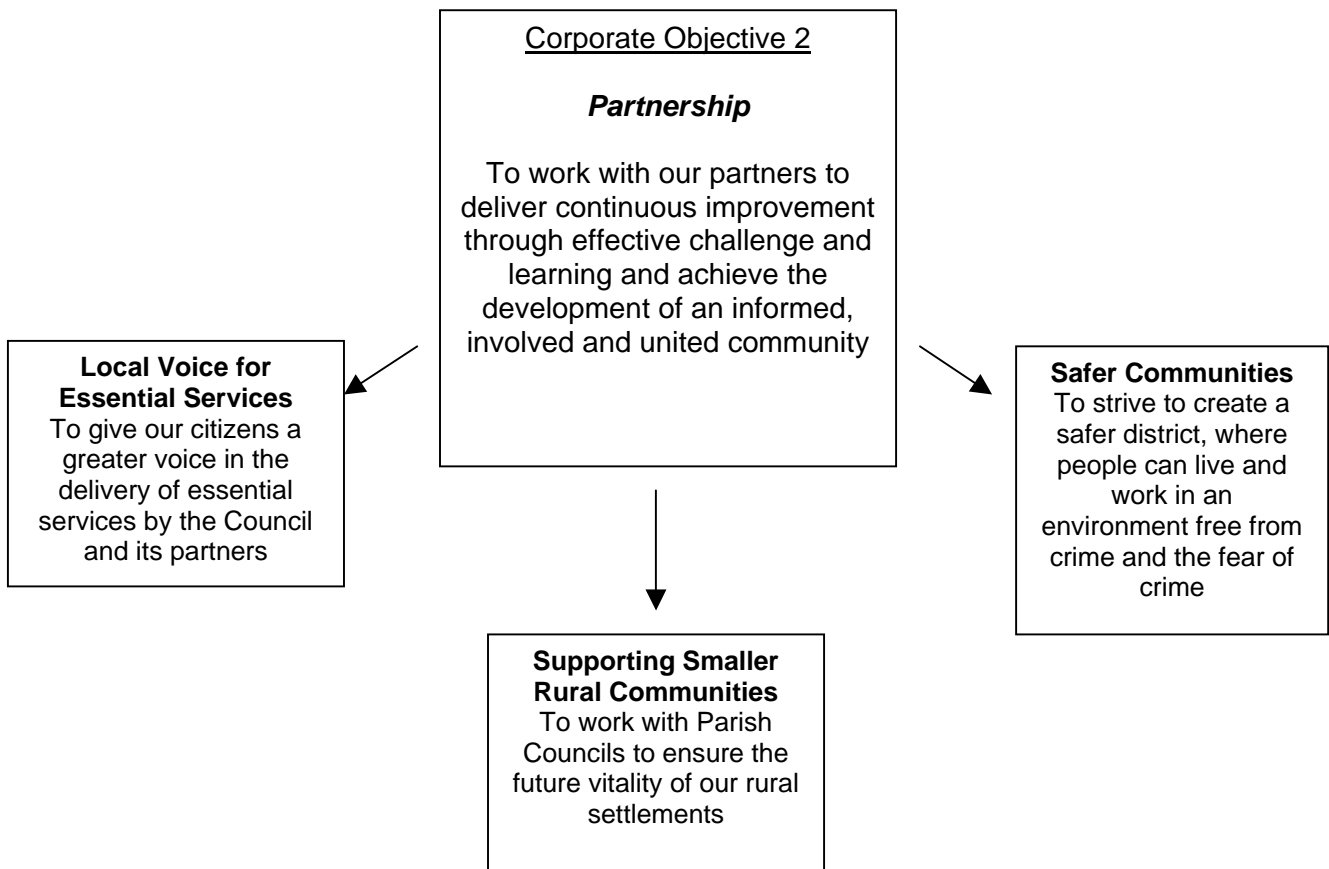 Corporate Objective 2
Partnership
To work with our partners to
deliver continuous improvement
through effective challenge and
learning and achieve the
development of an informed,
involved and united community
Local Voice for
Essential Services
To give our citizens a
greater voice in the
delivery of essential
services by the Council
and its partners
Supporting Smaller
Rural Communities
To work with Parish
Councils to ensure the
future vitality of our rural
settlements
Safer Communities
To strive to create a
safer district, where
people can live and
work in an
environment free from
crime and the fear of
crime